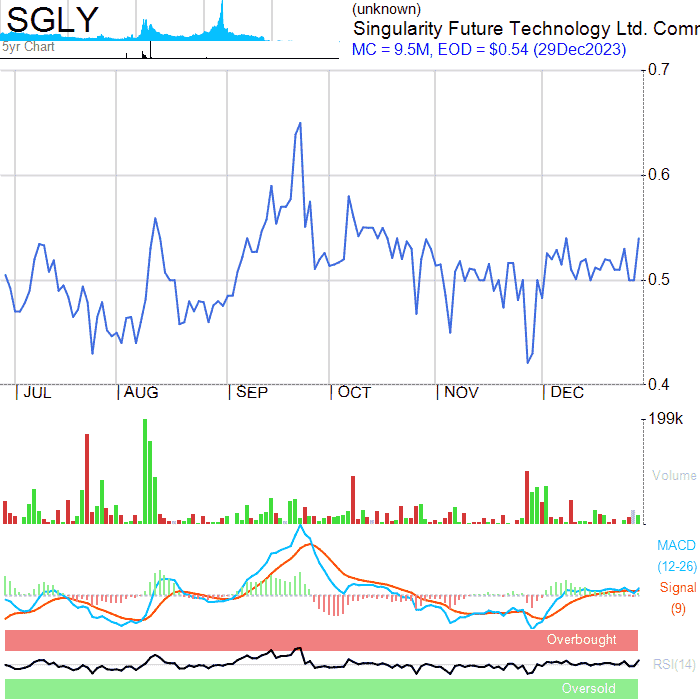 SGLY
5yr Chart
(unknown)
Singularity Future Technology Ltd. Comm
MC = 9.5M, EOD = $0.54 (29Dec2023)
0.7
0.6
0.5
0.4
JUL AUG SEP OCT NOV DEC
199k
Volume
MACD
(12-26)
Signal
(9)
Overbought
RSI(14)
Oversold